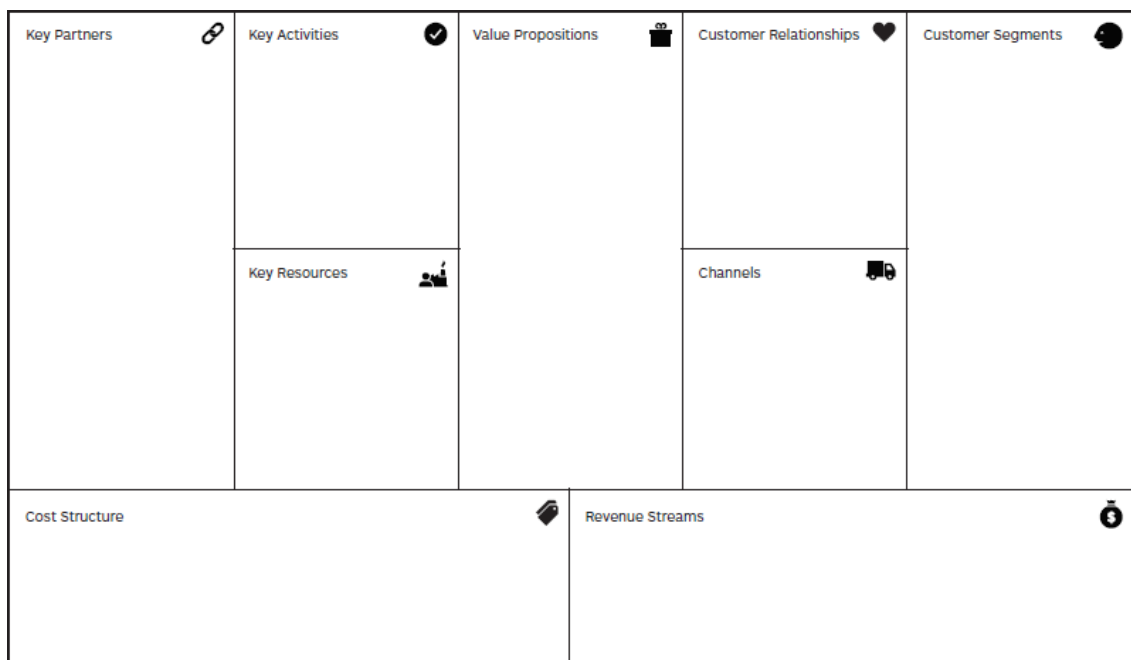 Key Partners
Key Activities
Value Propositions
Customer Relationships
Customer Segments
Key Resources
Channels
Cost Structure
Revenue Streams
$